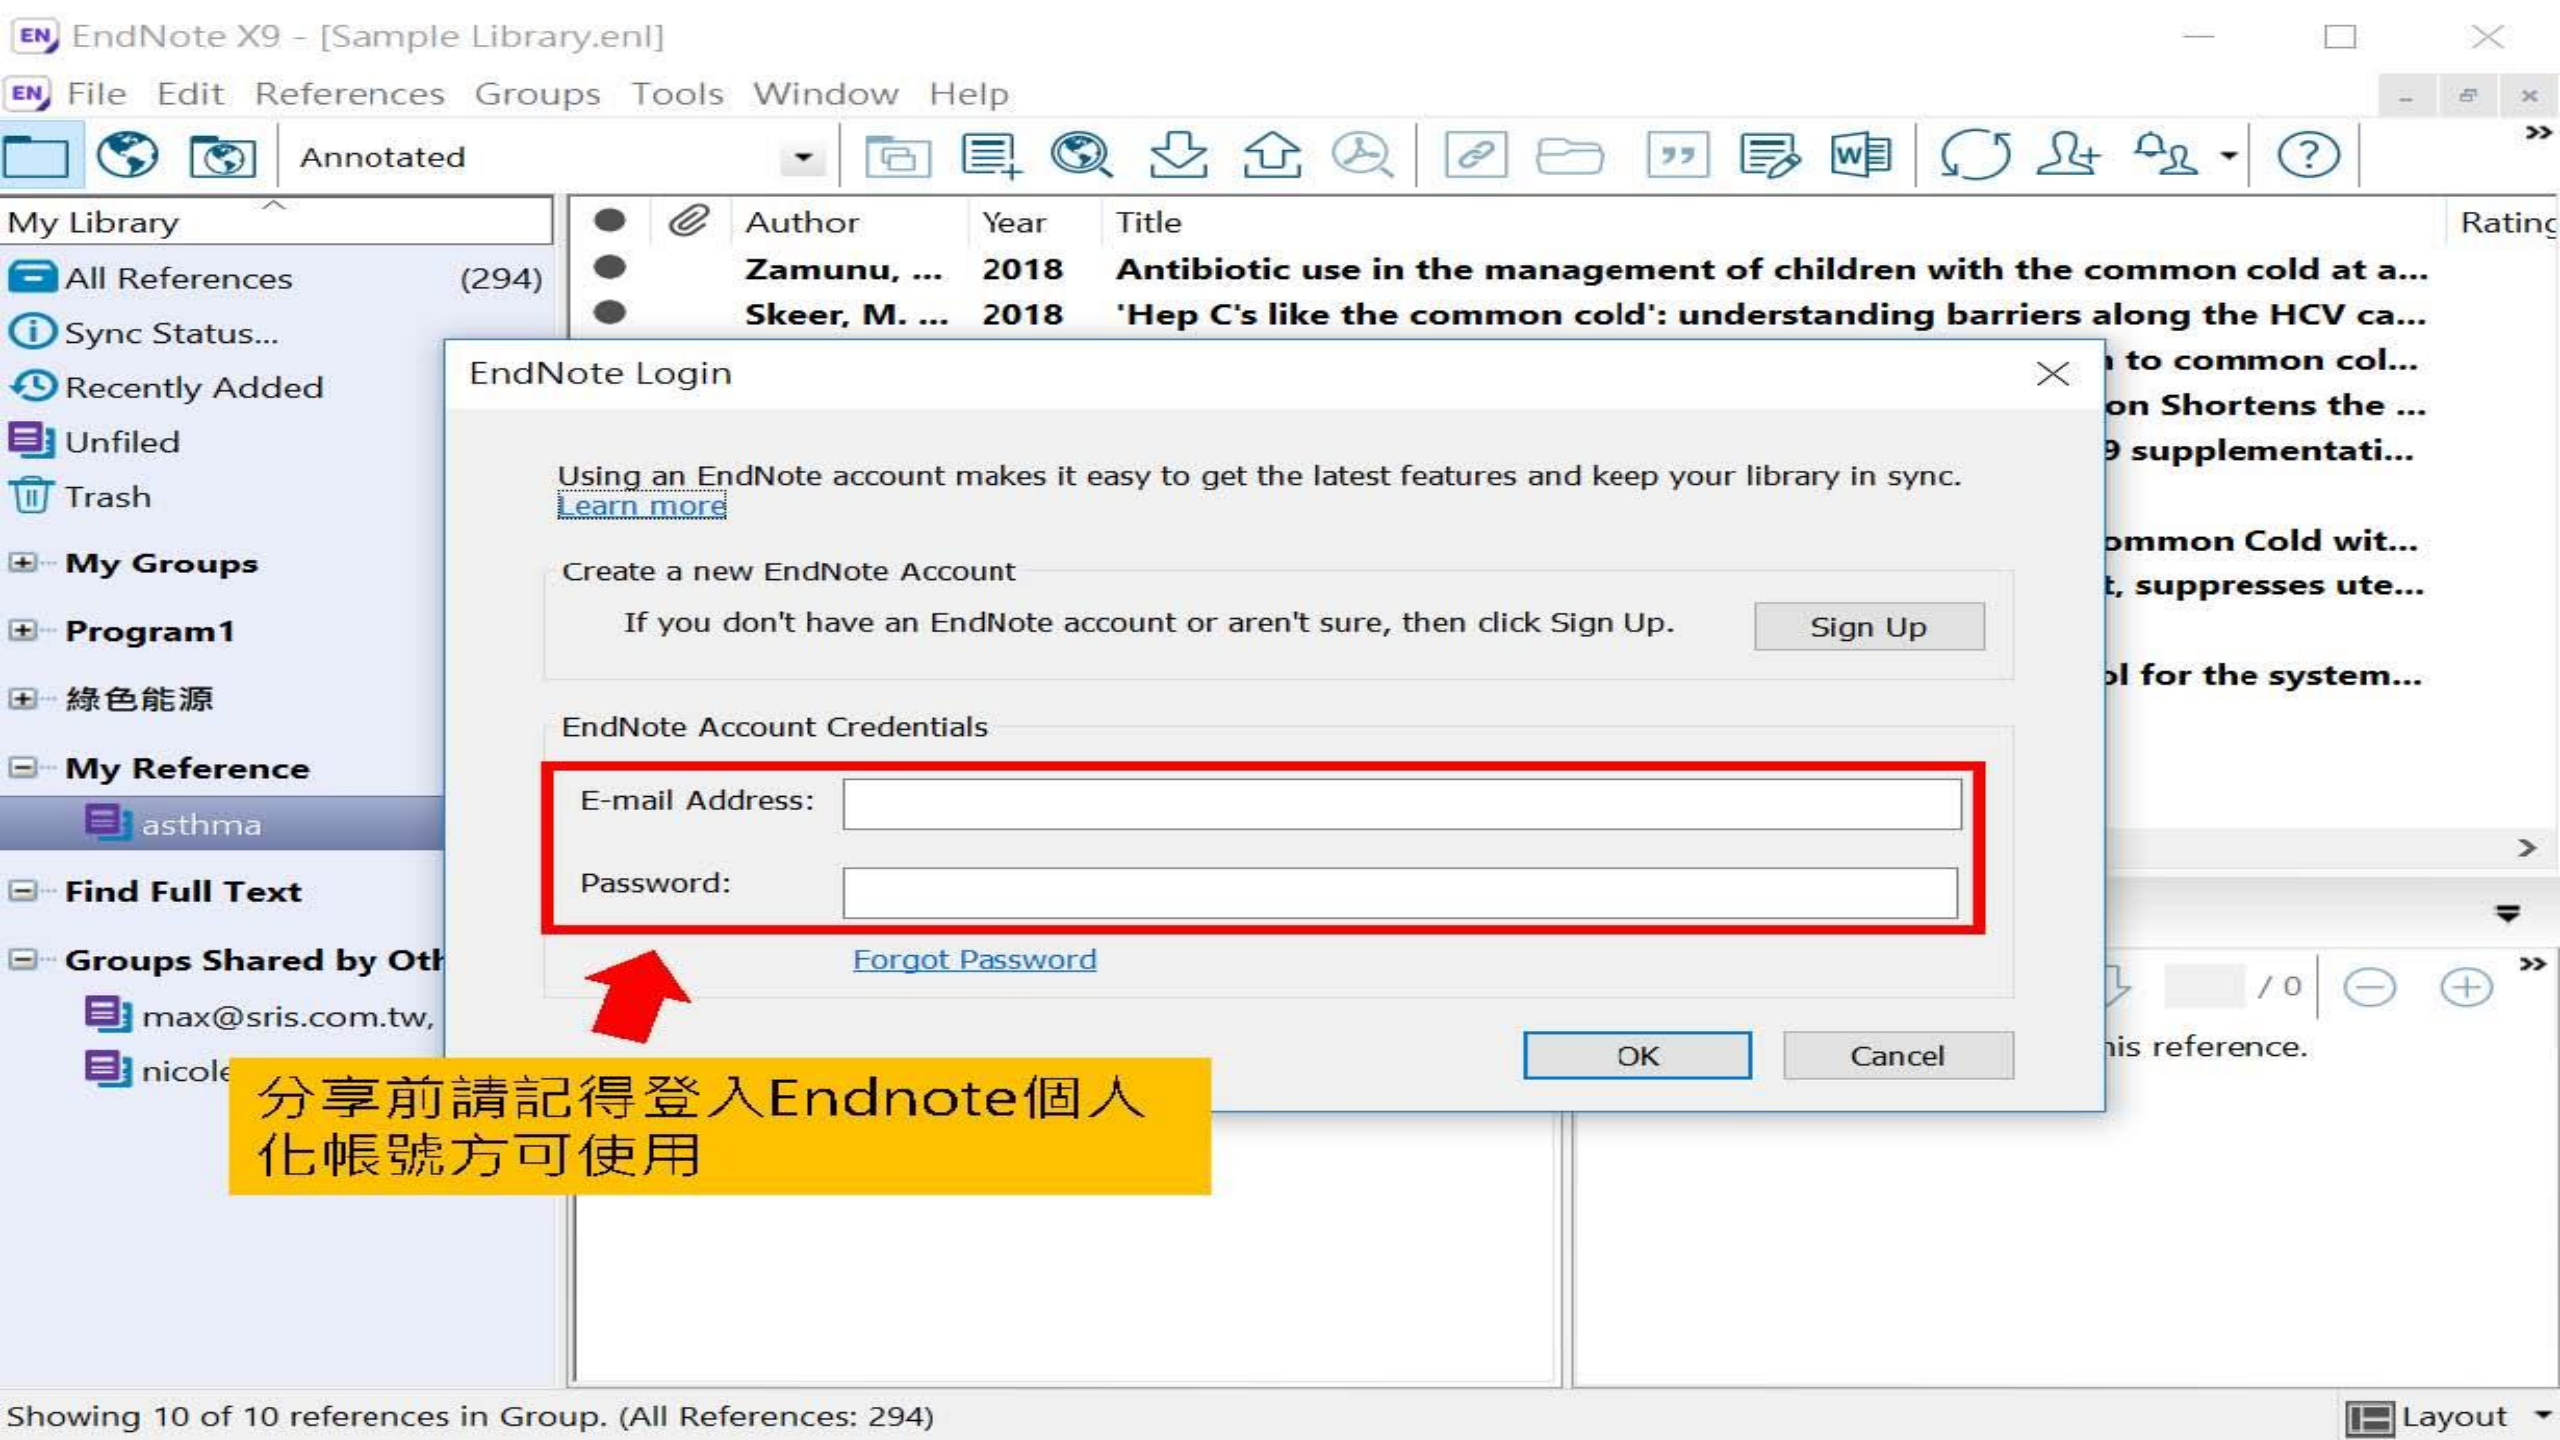 EN EndNote X9 - [Sample Library.enl]
EN File Edit References Groups Tools Window Help
Annotated
My Library
Author Year Title Rating
All References (294)
Zamunu, ... 2018 Antibiotic use in the management of children with the common cold at a...
Skeer, M. ... 2018 'Hep C's like the common cold': understanding barriers along the HCV ca...
Sync Status...
to common col...
Recently Added
on Shortens the ...
Unfiled
9 supplementati...
Trash
ommon Cold wit...
My Groups
t, suppresses ute...
Program1
綠色能源
ol for the system...
My Reference
asthma
Find Full Text
Groups Shared by Oth
max@sris.com.tw,
nicole
EndNote Login
Using an EndNote account makes it easy to get the latest features and keep your library in sync.
Learn more
Create a new EndNote Account
If you don't have an EndNote account or aren't sure, then click Sign Up.
Sign Up
EndNote Account Credentials
E-mail Address:
Password:
Forgot Password
OK Cancel
/ 0
his reference.
分享前請記得登入Endnote個人
化帳號方可使用
Showing 10 of 10 references in Group. (All References: 294)
Layout